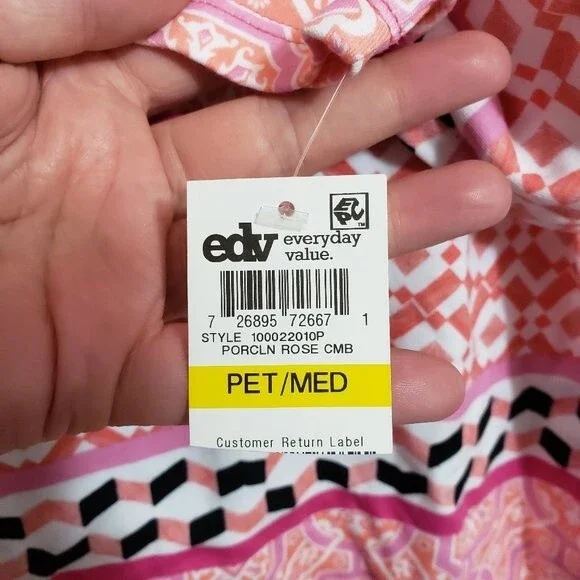 edv everyday
value.
7 26895 72667 1
STYLE 100022010P
PORCLN ROSE CMB
PET/MED
Customer Return Label